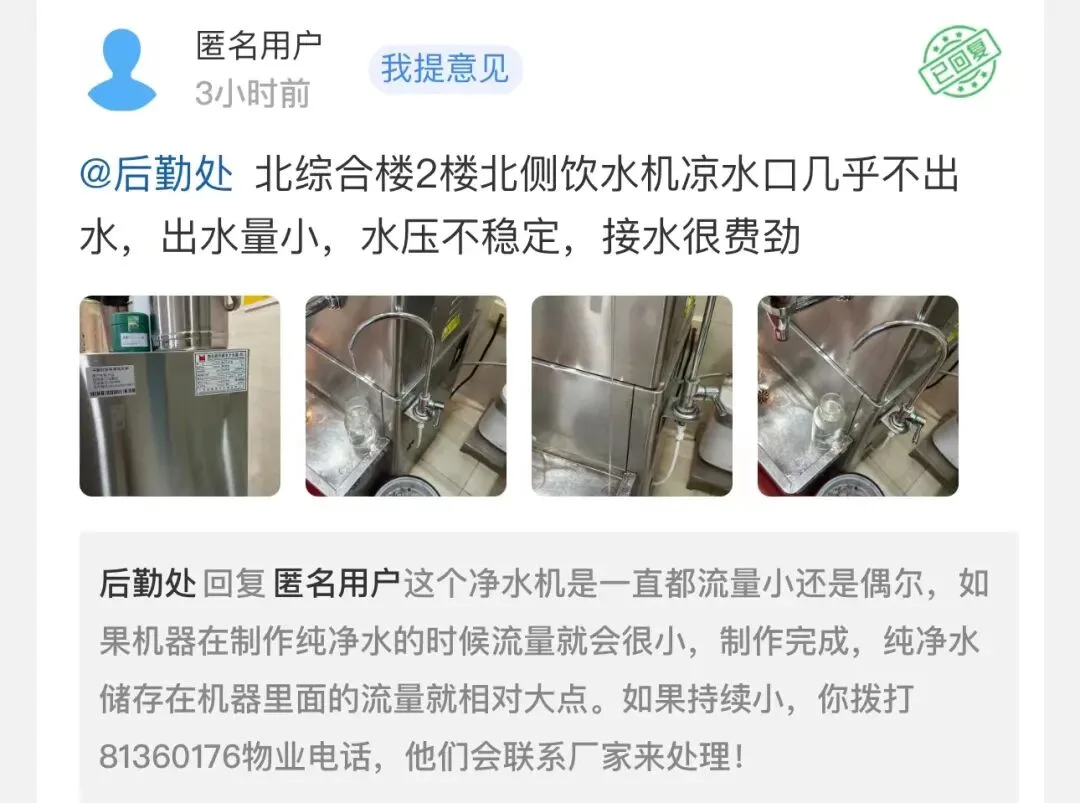 匿名用户
我提意见
已回复
3小时前
@后勤处 北综合楼2楼北侧饮水机凉水口几乎不出
水，出水量小，水压不稳定，接水很费劲
后勤处回复匿名用户这个净水机是一直都流量小还是偶尔，如
果机器在制作纯净水的时候流量就会很小，制作完成，纯净水
储存在机器里面的流量就相对大点。如果持续小，你拨打
81360176物业电话，他们会联系厂家来处理！